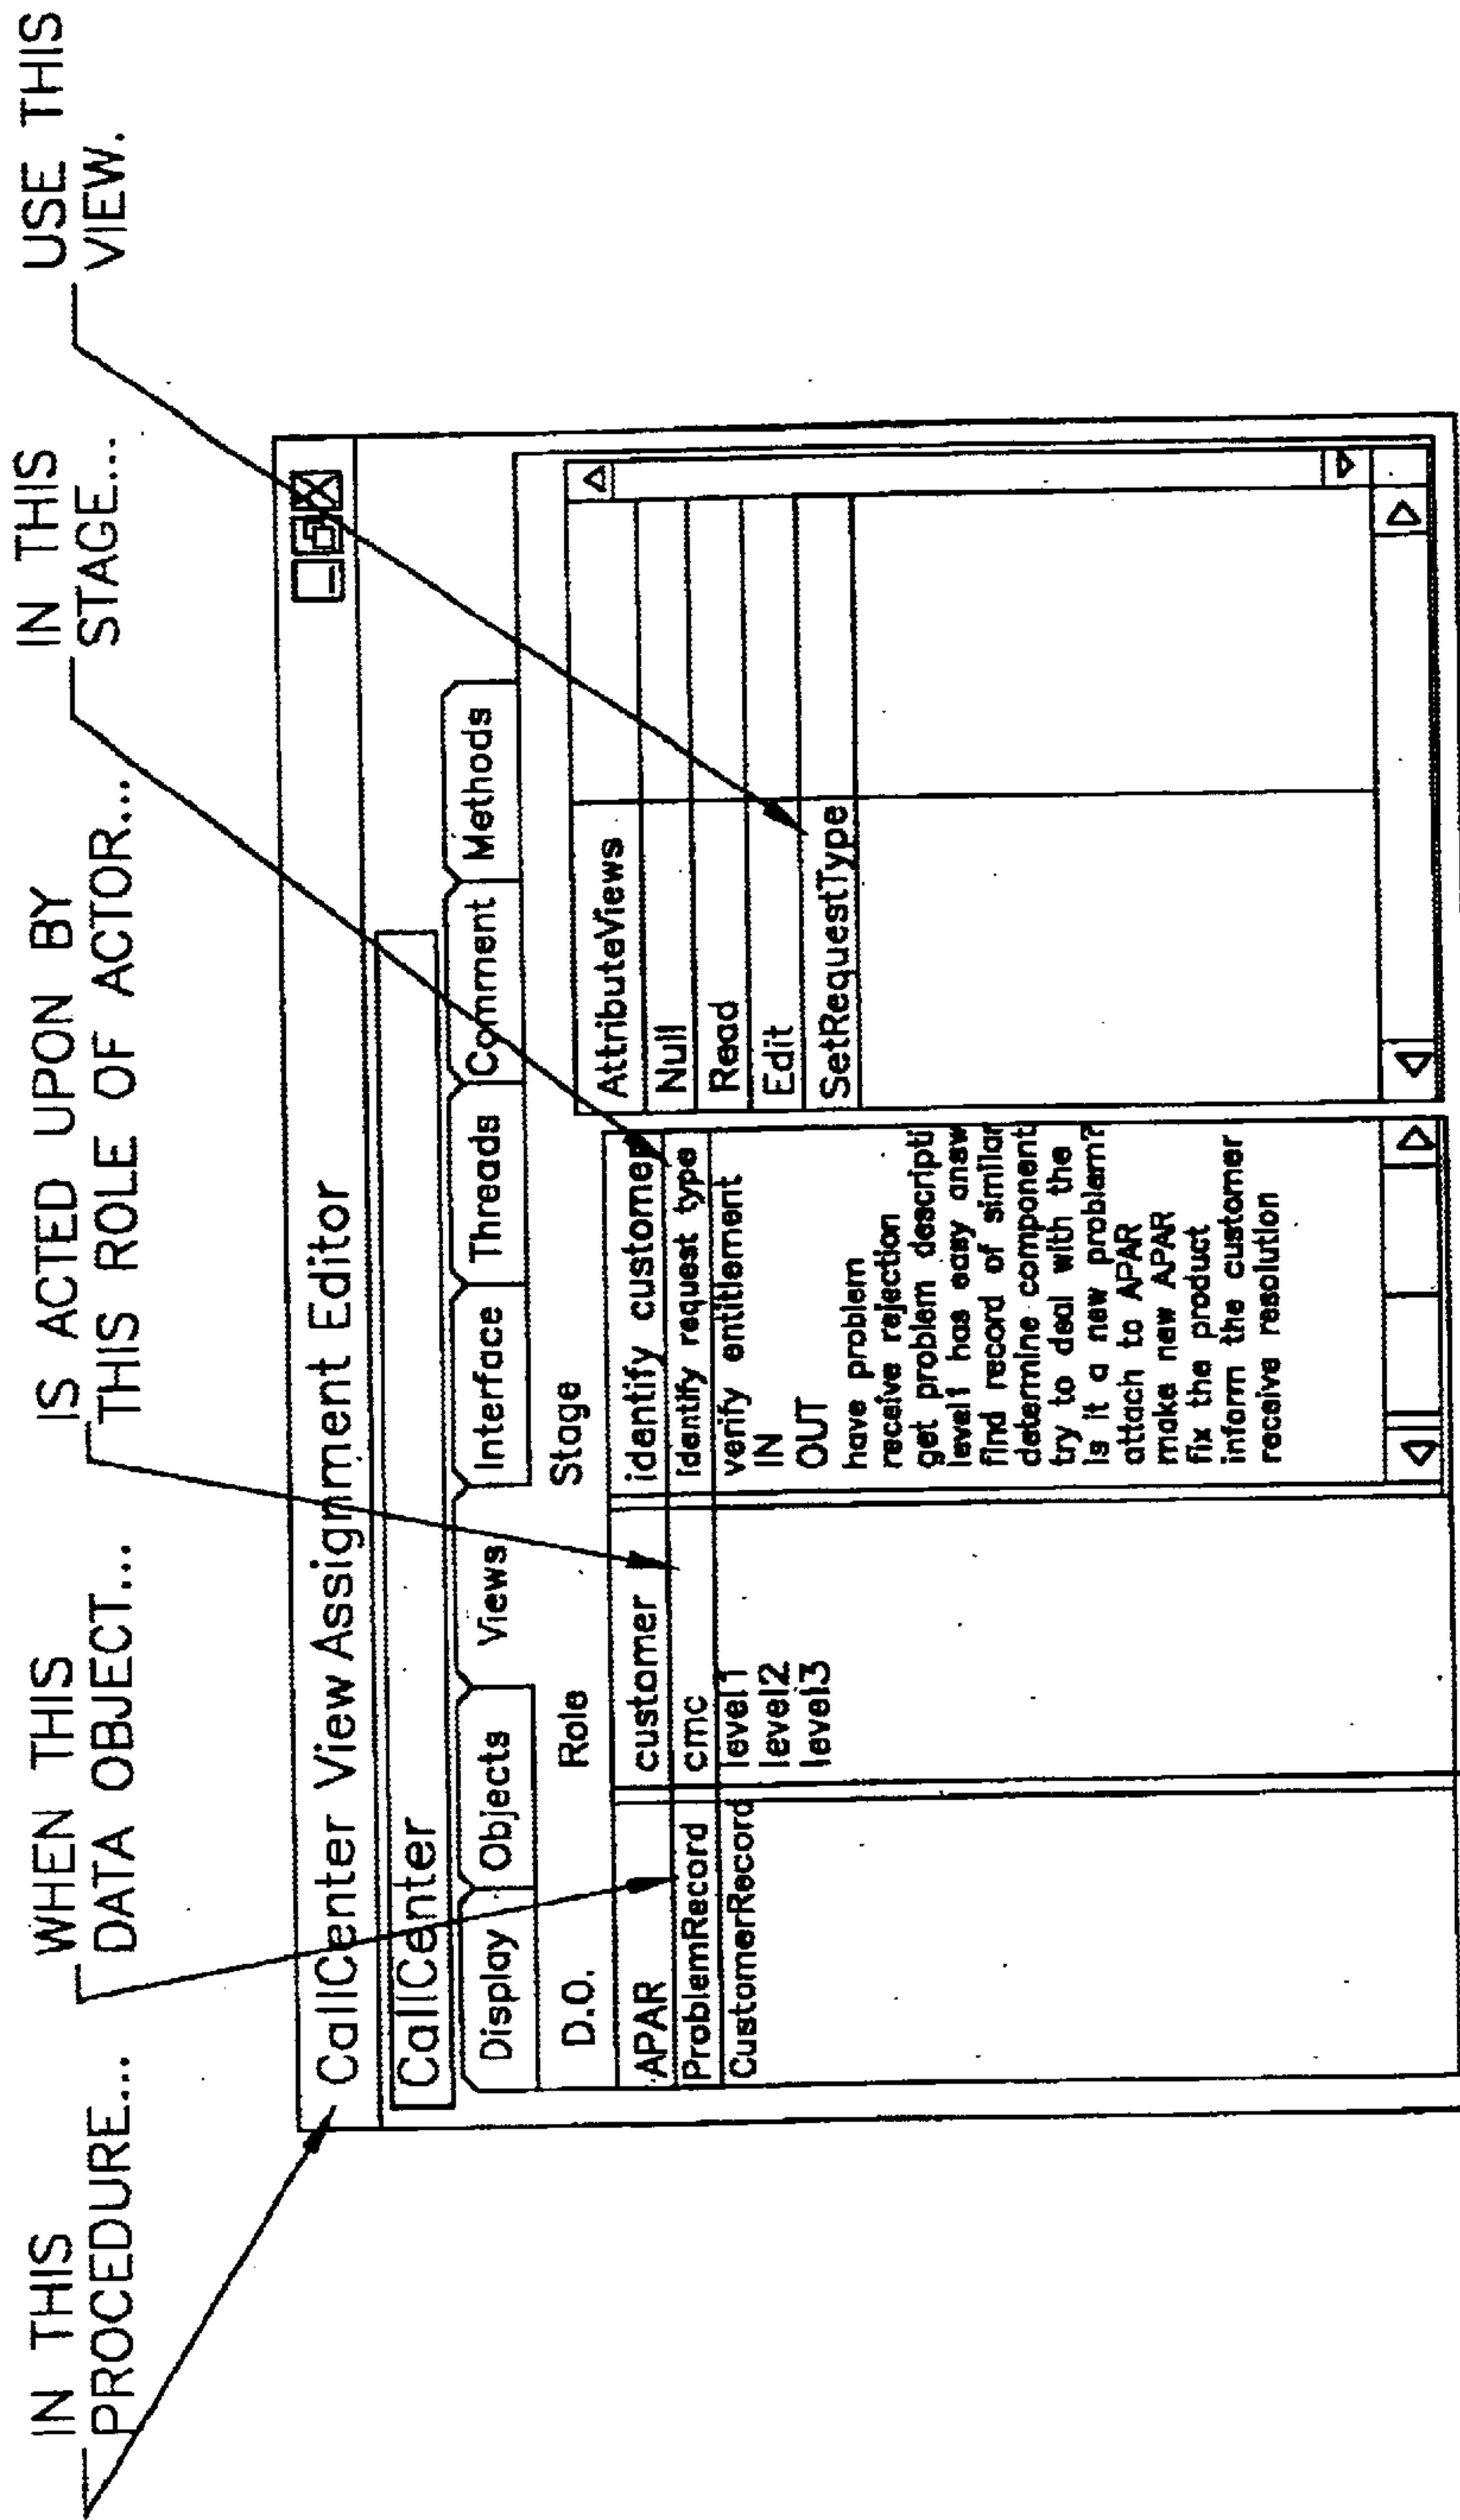 IN THIS
PROCEDURE...
WHEN THIS
DATA OBJECT...
IS ACTED UPON BY
THIS ROLE OF ACTOR...
IN THIS
STAGE...
USE THIS
VIEW.
CallCenter View Assignment Editor
CallCenter
Display Objects Views Interface Threads Comment Methods
D.O.
APAR
ProblemRecord
CustomerRecord
Role
customer
cmc
level1
level2
level3
Stage
identify customer
identify request type
verify entitlement
IN
OUT
have problem
receive rejection
get problem descripti
level1 has easy answ
find record of similar
determine component
try to deal with the
is it a new problem?
attach to APAR
make new APAR
fix the product
inform the customer
receive resolution
AttributeViews
Null
Read
Edit
SetRequestType